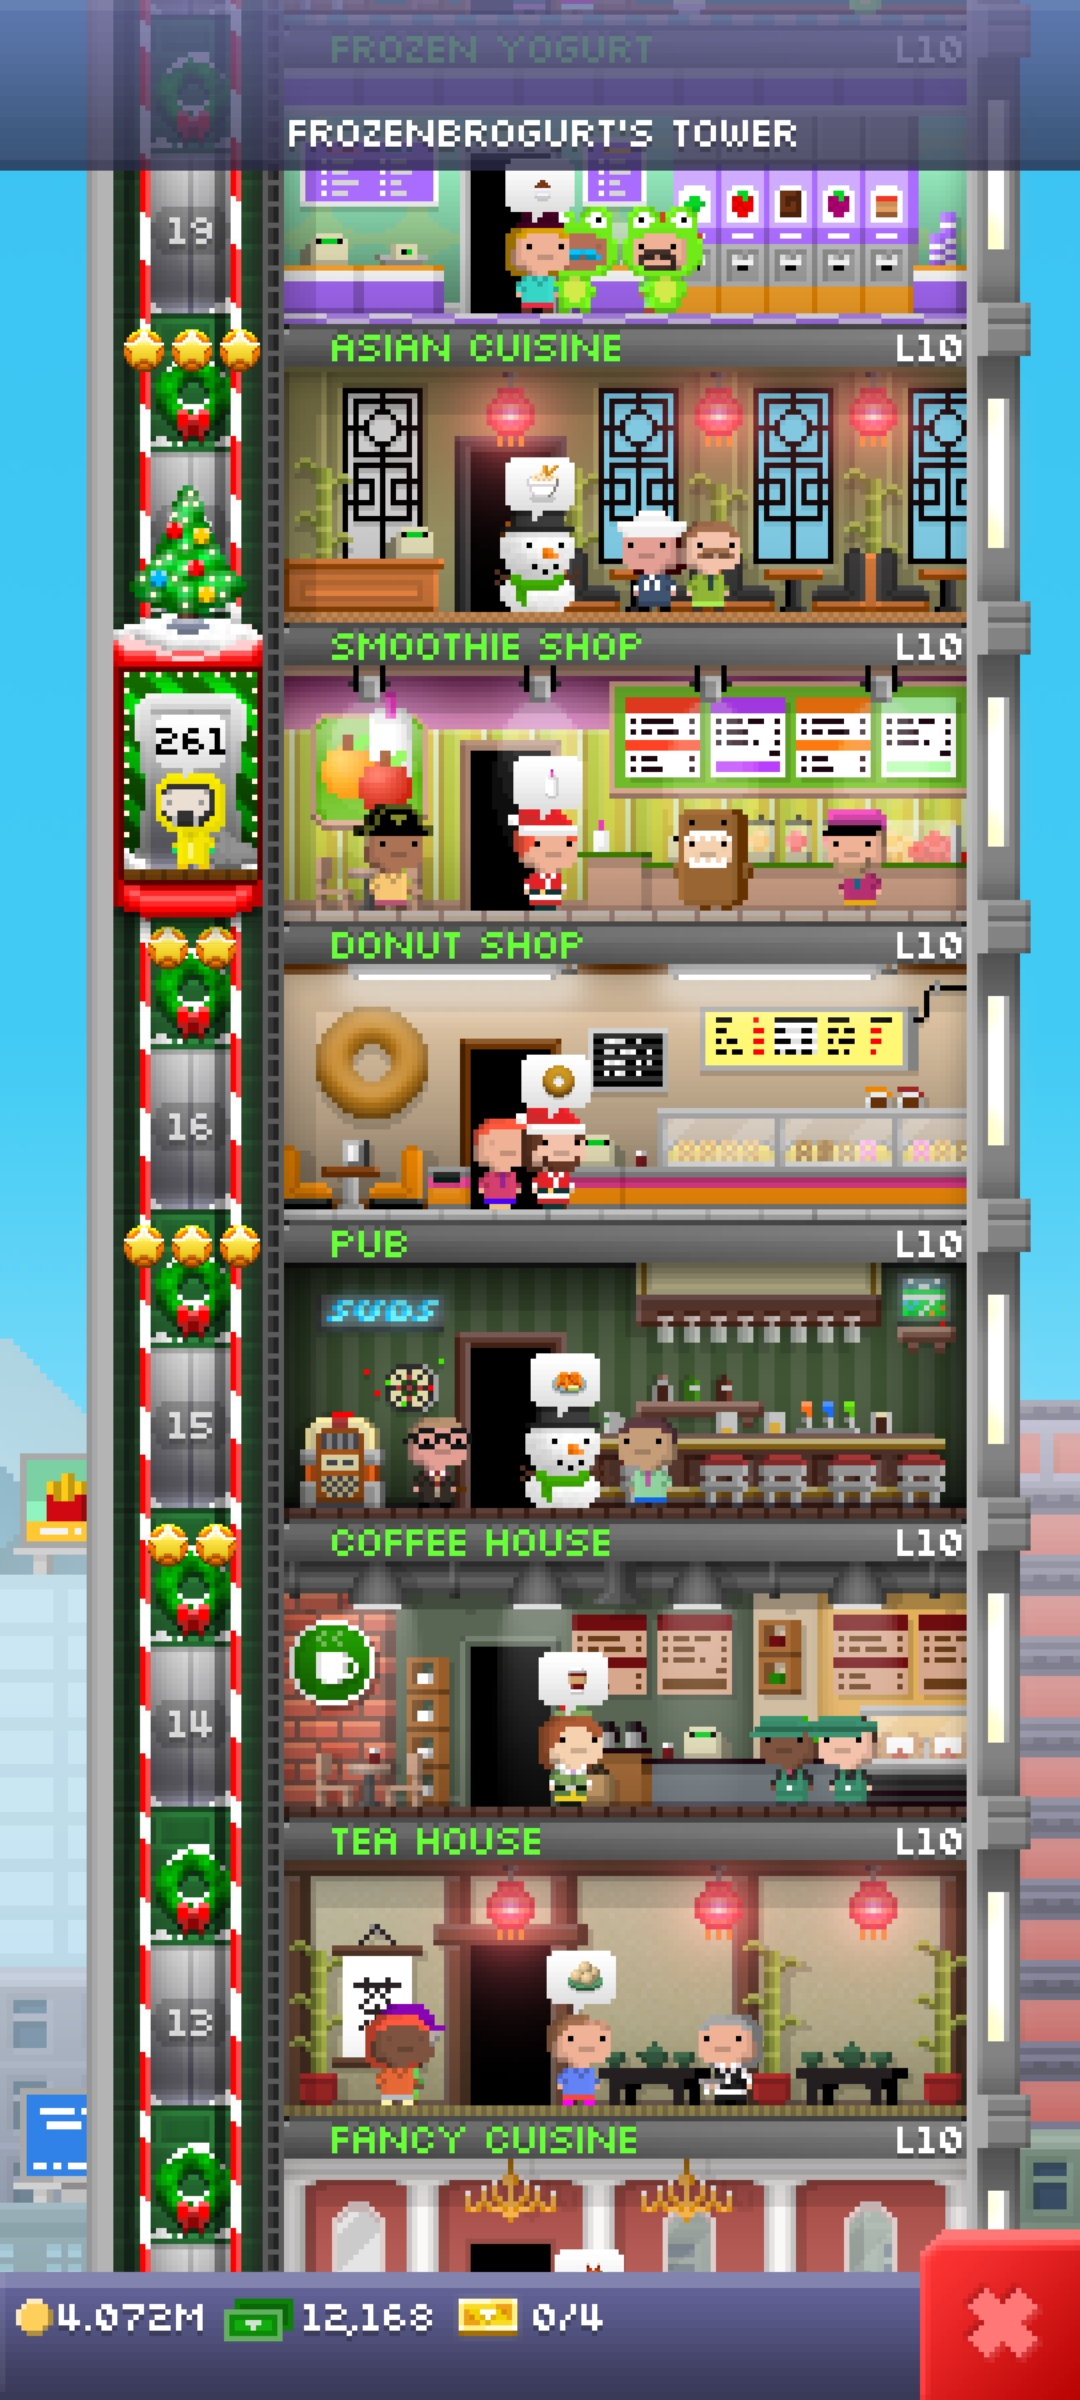 FROZEN YOGURT L10
FROZENBROGURT'S TOWER
19
ASIAN CUISINE L10
SMOOTHIE SHOP L10
261
DONUT SHOP L10
16
PUB L10
SUDS
15
COFFEE HOUSE L10
14
TEA HOUSE L10
13
FANCY CUISINE L10
4.072M 12,168 0/4